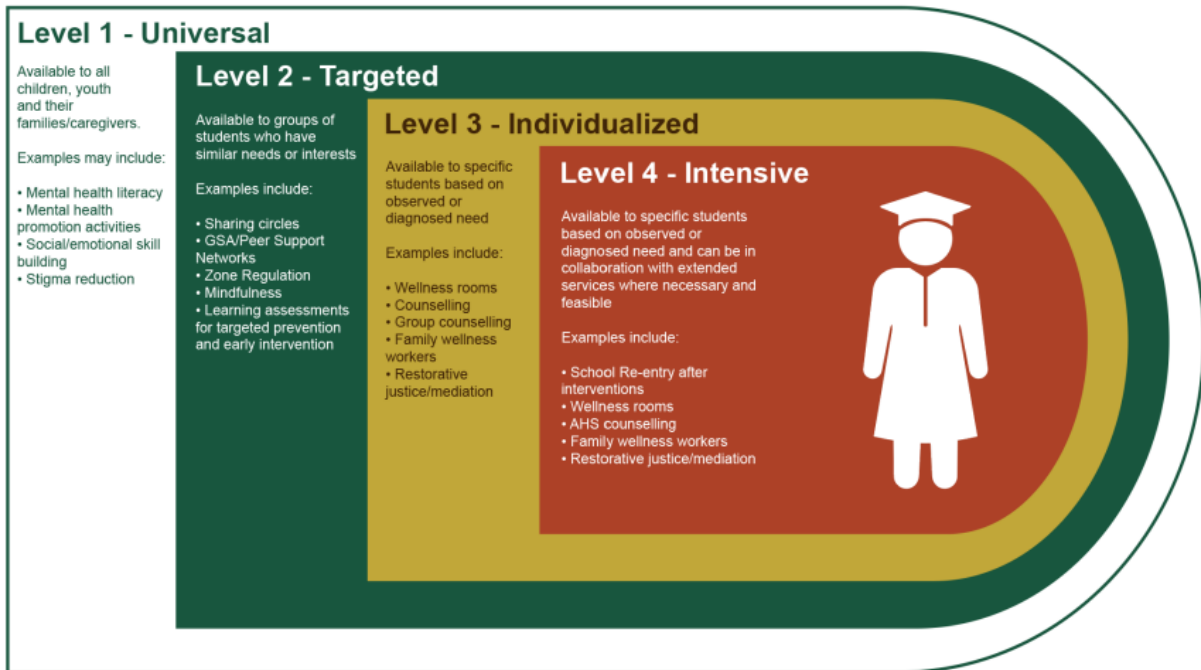 Level 1 - Universal
Available to all
children, youth
and their
families/caregivers.
Examples may include:
• Mental health literacy
• Mental health
promotion activities
• Social/emotional skill
building
• Stigma reduction
Level 2 - Targeted
Available to groups of
students who have
similar needs or interests
Examples include:
• Sharing circles
• GSA/Peer Support
Networks
• Zone Regulation
• Mindfulness
• Learning assessments
for targeted prevention
and early intervention
Level 3 - Individualized
Available to specific
students based on
observed or
diagnosed need
Examples include:
• Wellness rooms
• Counselling
• Group counselling
• Family wellness
workers
• Restorative
justice/mediation
Level 4 - Intensive
Available to specific students
based on observed or
diagnosed need and can be in
collaboration with extended
services where necessary and
feasible
Examples include:
• School Re-entry after
interventions
• Wellness rooms
• AHS counselling
• Family wellness workers
• Restorative justice/mediation